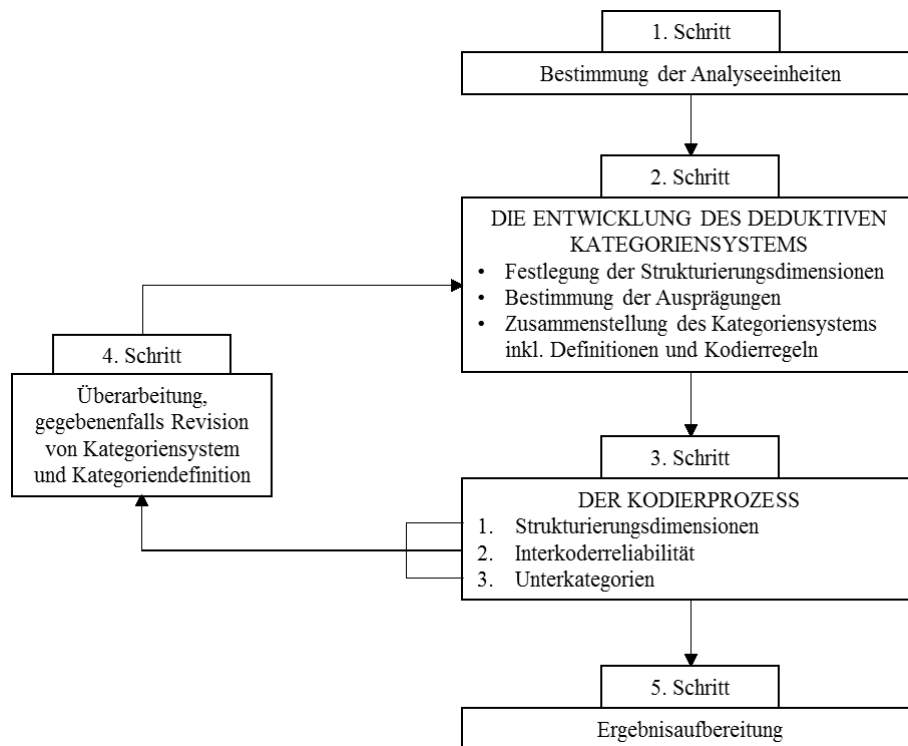 1. Schritt
Bestimmung der Analyseeinheiten
2. Schritt
DIE ENTWICKLUNG DES DEDUKTIVEN
KATEGORIENSYSTEMS
• Festlegung der Strukturierungsdimensionen
• Bestimmung der Ausprägungen
• Zusammenstellung des Kategoriensystems
inkl. Definitionen und Kodierregeln
4. Schritt
Überarbeitung,
gegebenenfalls Revision
von Kategoriensystem
und Kategoriendefinition
3. Schritt
DER KODIERPROZESS
1. Strukturierungsdimensionen
2. Interkoderreliabilität
3. Unterkategorien
5. Schritt
Ergebnisaufbereitung